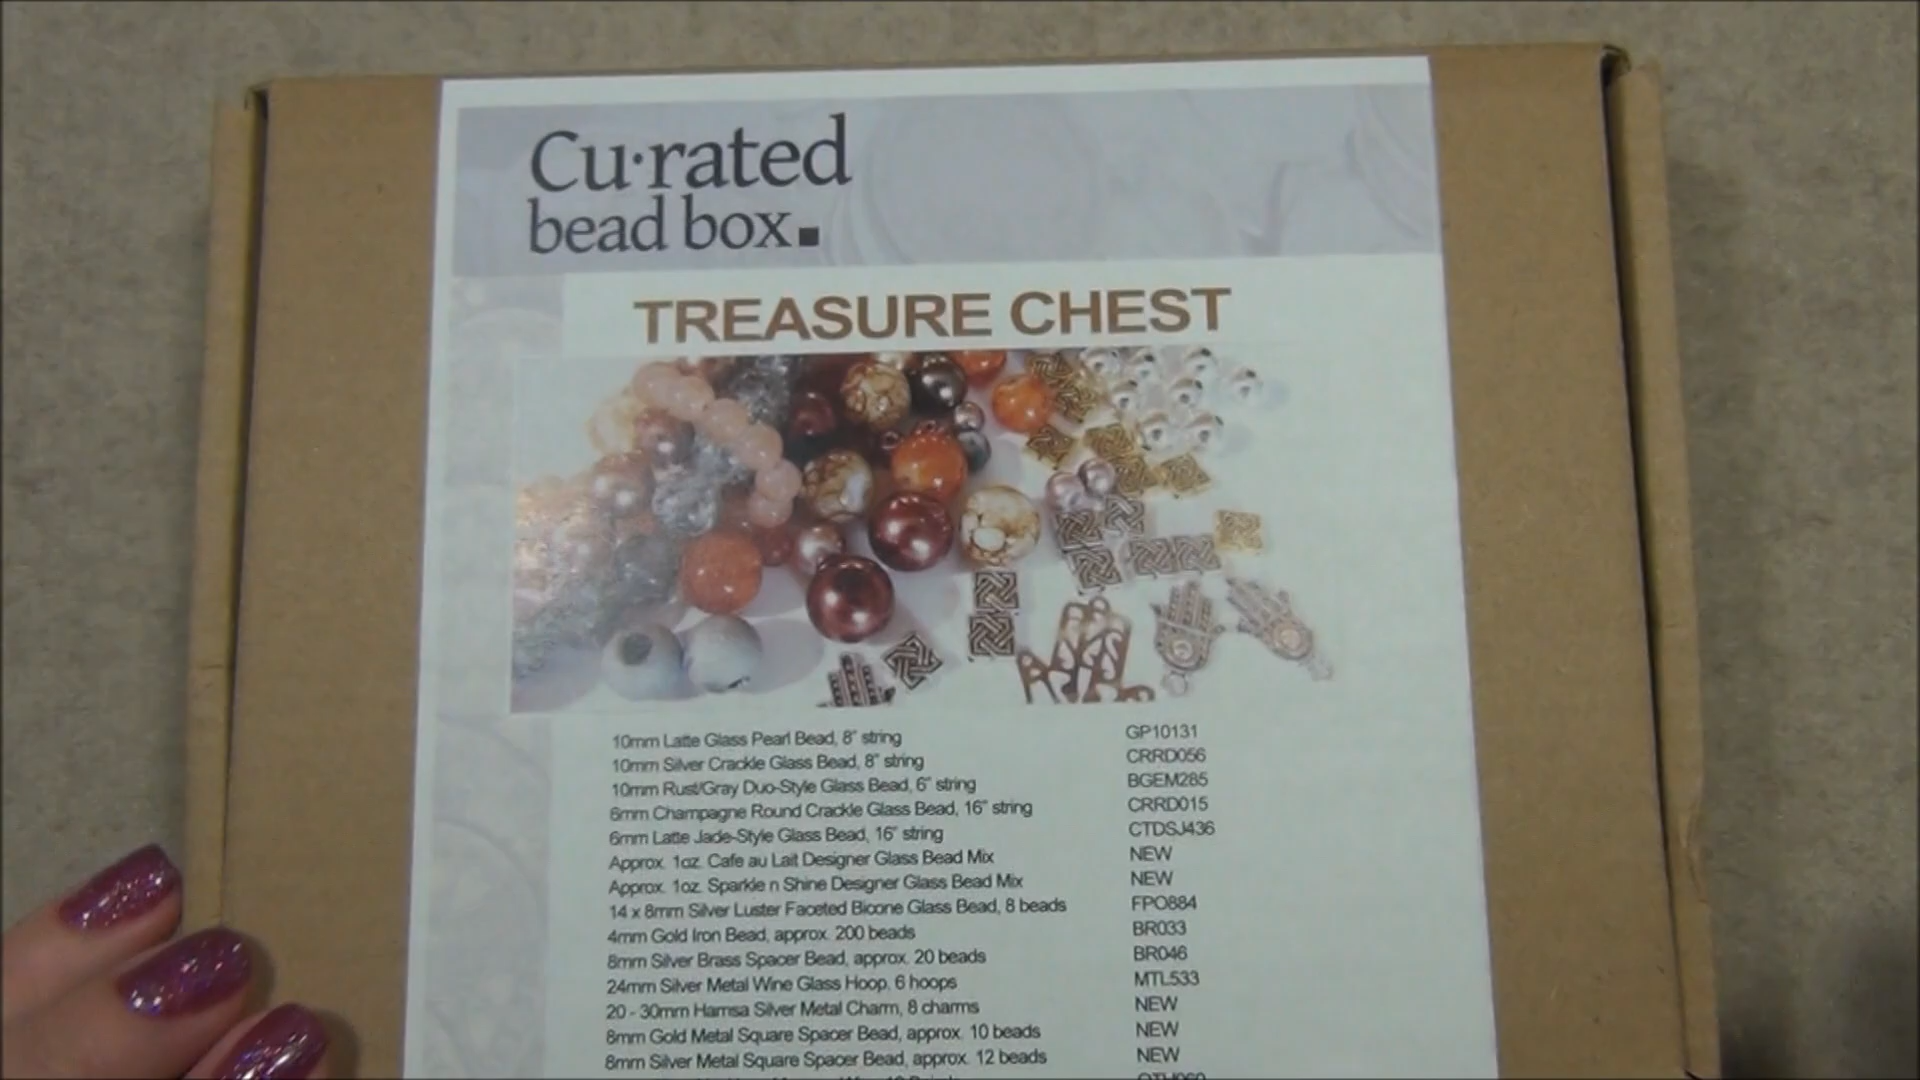 Cu·rated
bead box
TREASURE CHEST
10mm Latte Glass Pearl Bead, 8" string GP10131
10mm Silver Crackle Glass Bead, 8" string CRRD056
10mm Rust/Gray Duo-Style Glass Bead, 6" string BGEM285
6mm Champagne Round Crackle Glass Bead, 16" string CRRD015
6mm Latte Jade-Style Glass Bead, 16" string CTDSJ436
Approx. 1oz. Cafe au Lait Designer Glass Bead Mix NEW
Approx. 1oz. Sparkle n Shine Designer Glass Bead Mix NEW
14 x 8mm Silver Luster Faceted Bicone Glass Bead, 8 beads FPO884
4mm Gold Iron Bead, approx. 200 beads BR033
8mm Silver Brass Spacer Bead, approx. 20 beads BR046
24mm Silver Metal Wine Glass Hoop, 6 hoops MTL533
20 - 30mm Hamsa Silver Metal Charm, 8 charms NEW
8mm Gold Metal Square Spacer Bead, approx. 10 beads NEW
8mm Silver Metal Square Spacer Bead, approx. 12 beads NEW